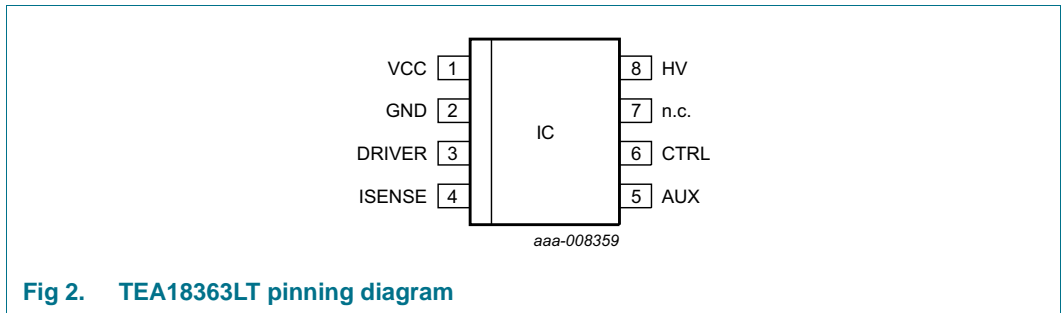 VCC 1
8 HV
GND 2
7 n.c.
IC
DRIVER 3
6 CTRL
ISENSE 4
5 AUX
aaa-008359
Fig 2. TEA18363LT pinning diagram